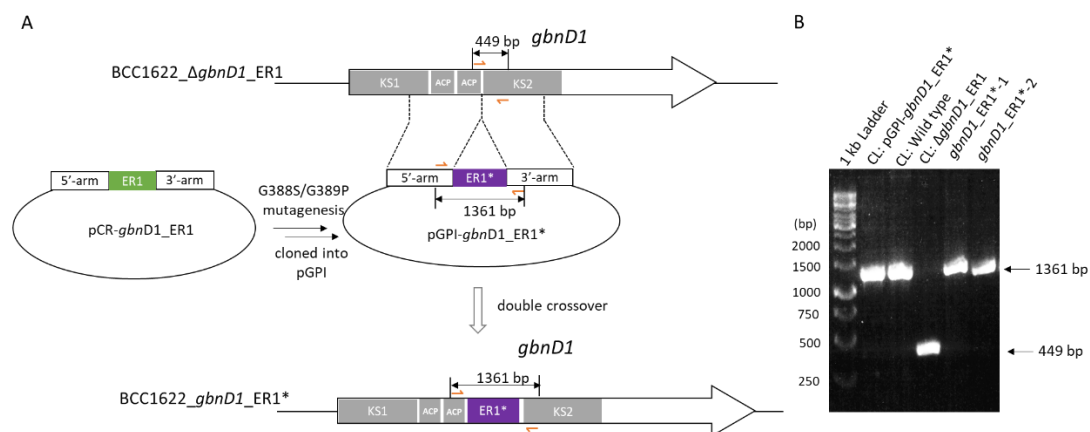 A
gbnD1
449 bp
BCC1622_ΔgbnD1_ER1
KS1
ACP
ACP
KS2
5’-arm
ER1
3’-arm
pCR-gbnD1_ER1
G388S/G389P
mutagenesis
cloned into
pGPI
5’-arm
ER1*
3’-arm
1361 bp
pGPI-gbnD1_ER1*
double crossover
gbnD1
1361 bp
BCC1622_gbnD1_ER1*
KS1
ACP
ACP
ER1*
KS2
B
1 kb Ladder
CL: pGPI-gbnD1_ER1*
CL: Wild type
CL: ΔgbnD1_ER1
gbnD1_ER1*-1
gbnD1_ER1*-2
(bp)
2000
1500
1000
750
500
250
1361 bp
449 bp